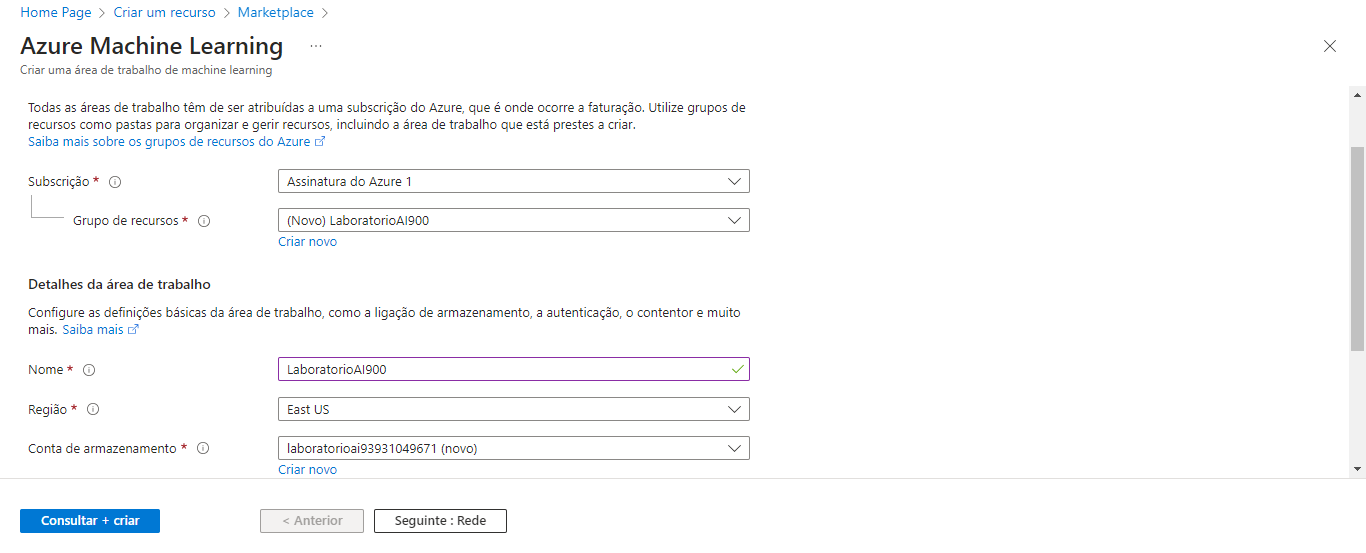 Home Page > Criar um recurso > Marketplace >
Azure Machine Learning ...
Criar uma área de trabalho de machine learning
Todas as áreas de trabalho têm de ser atribuídas a uma subscrição do Azure, que é onde ocorre a faturação. Utilize grupos de
recursos como pastas para organizar e gerir recursos, incluindo a área de trabalho que está prestes a criar.
Saiba mais sobre os grupos de recursos do Azure
Subscrição * Assinatura do Azure 1
Grupo de recursos * (Novo) LaboratorioAI900
Criar novo
Detalhes da área de trabalho
Configure as definições básicas da área de trabalho, como a ligação de armazenamento, a autenticação, o contentor e muito
mais. Saiba mais
Nome * LaboratorioAI900
Região * East US
Conta de armazenamento * laboratorioai93931049671 (novo)
Criar novo
Consultar + criar < Anterior Seguinte : Rede